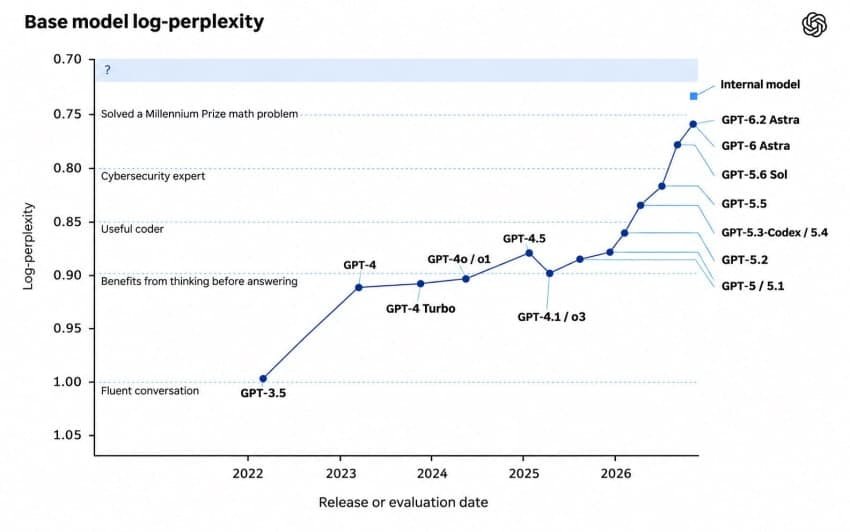 Base model log-perplexity
0.70
?
Internal model
0.75
Solved a Millennium Prize math problem
GPT-6.2 Astra
GPT-6 Astra
0.80
Cybersecurity expert
GPT-5.6 Sol
GPT-5.5
0.85
Useful coder
GPT-5.3-Codex / 5.4
GPT-4.5
GPT-4o / o1
GPT-4
GPT-5.2
0.90
Benefits from thinking before answering
GPT-5 / 5.1
GPT-4 Turbo
GPT-4.1 / o3
0.95
1.00
Fluent conversation
GPT-3.5
1.05
Log-perplexity
2022
2023
2024
2025
2026
Release or evaluation date